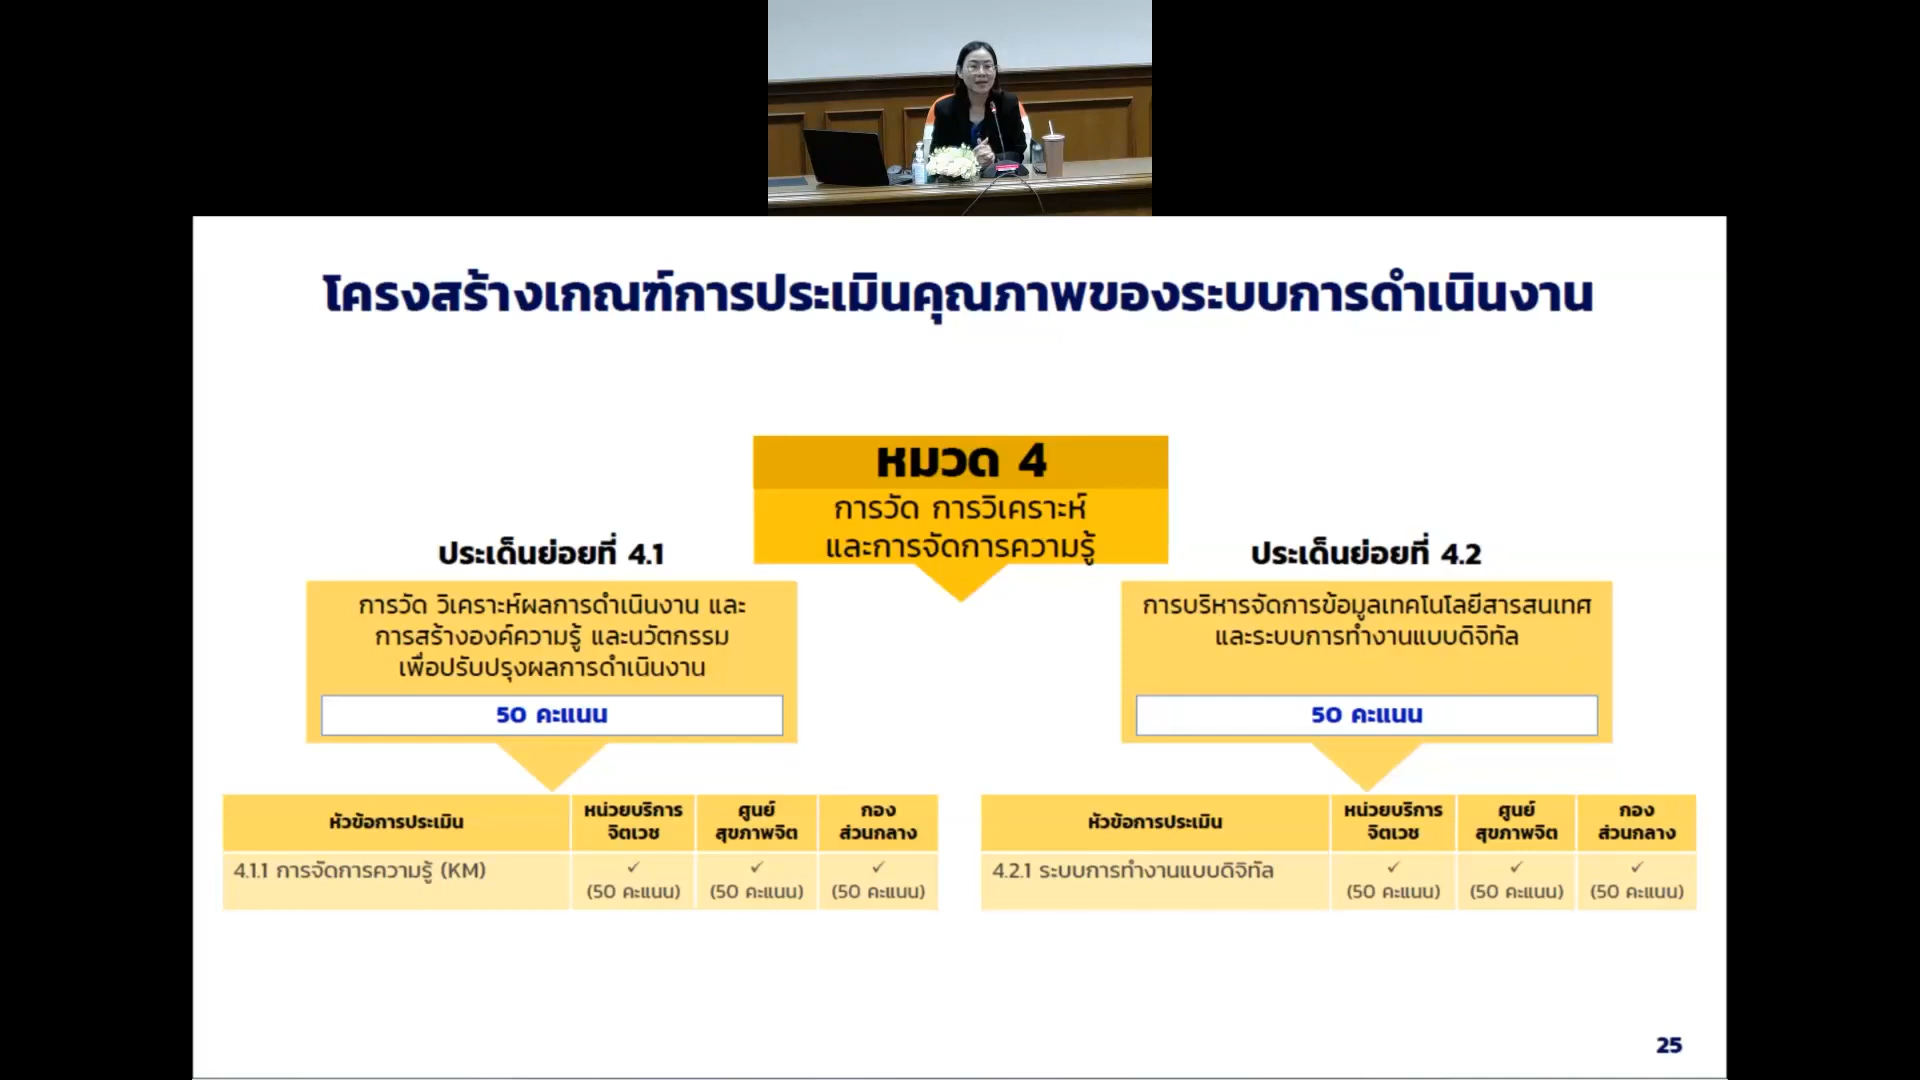 โครงสร้างเกณฑ์การประเมินคุณภาพของระบบการดำเนินงาน
หมวด 4
การวัด การวิเคราะห์
และการจัดการความรู้
ประเด็นย่อยที่ 4.1
การวัด วิเคราะห์ผลการดำเนินงาน และ
การสร้างองค์ความรู้ และนวัตกรรม
เพื่อปรับปรุงผลการดำเนินงาน
50 คะแนน
หัวข้อการประเมิน
หน่วยบริการ
จิตเวช
ศูนย์
สุขภาพจิต
กอง
ส่วนกลาง
4.1.1 การจัดการความรู้ (KM)
✓
(50 คะแนน)
✓
(50 คะแนน)
✓
(50 คะแนน)
ประเด็นย่อยที่ 4.2
การบริหารจัดการข้อมูลเทคโนโลยีสารสนเทศ
และระบบการทำงานแบบดิจิทัล
50 คะแนน
หัวข้อการประเมิน
หน่วยบริการ
จิตเวช
ศูนย์
สุขภาพจิต
กอง
ส่วนกลาง
4.2.1 ระบบการทำงานแบบดิจิทัล
✓
(50 คะแนน)
✓
(50 คะแนน)
✓
(50 คะแนน)
25